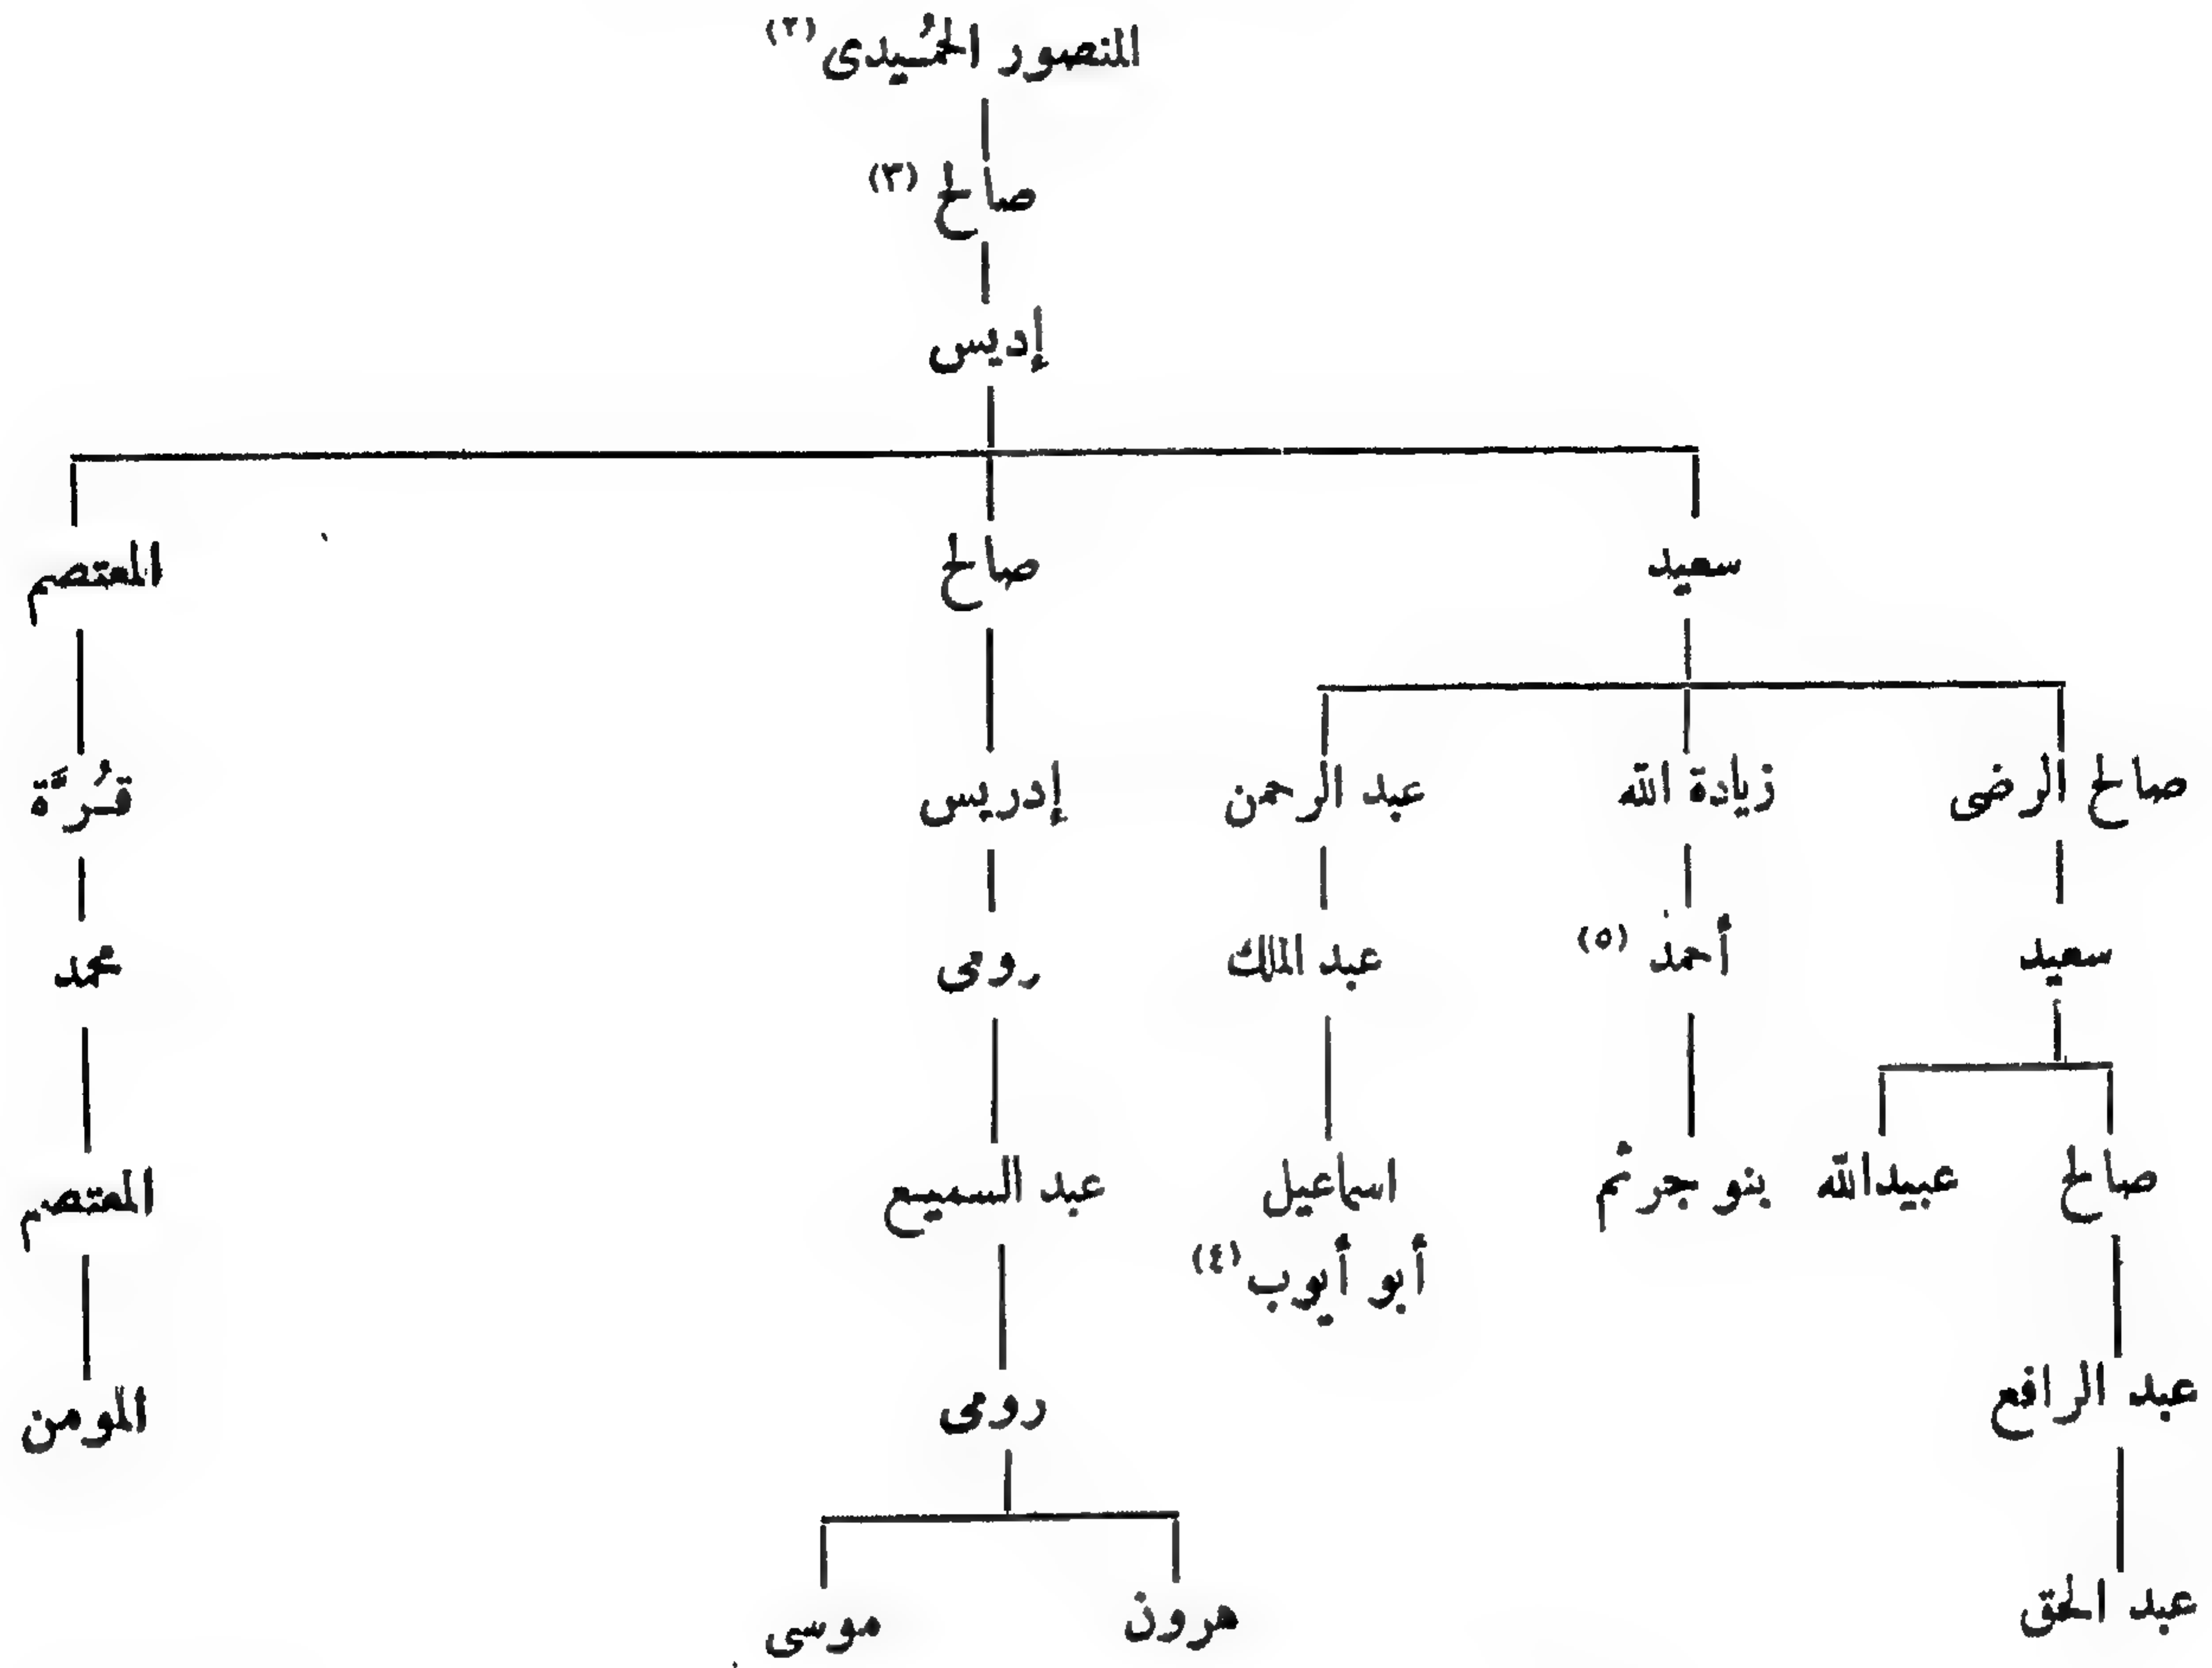 المنصور الحُميدى (٢)
صالح (٣)
إديس
سعيد
صالح
المعتصم
صالح الرضى
زيادة الله
عبد الرحمن
إدريس
قُرَّة
سعيد
أحمد (٥)
عبد الملك
رومى
محمد
صالح
عبيدالله
بنو جرثم
اسماعيل
أبو أيوب (٤)
عبد السميع
المعتصم
عبد الرافع
رومى
المومن
عبد الحق
هرون
موسى